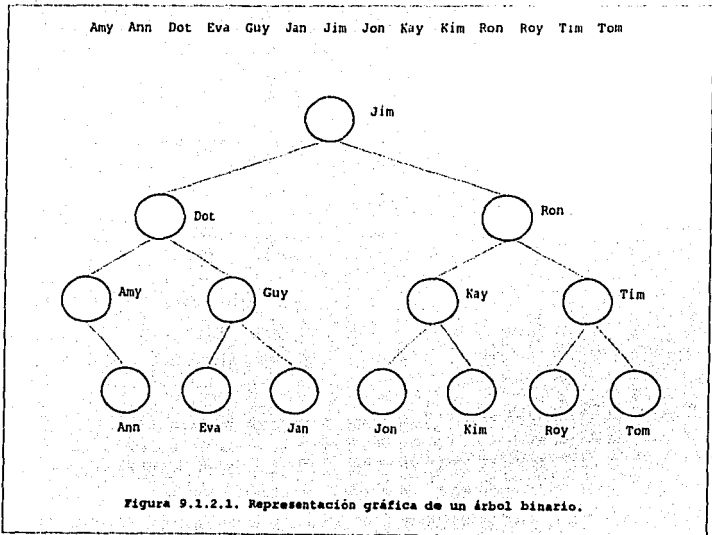 Amy Ann Dot Eva Guy Jan Jim Jon Kay Kim Ron Roy Tim Tom
Jim
Dot Ron
Amy Guy Kay Tim
Ann Eva Jan Jon Kim Roy Tom
Figura 9.1.2.1. Representación gráfica de un árbol binario.